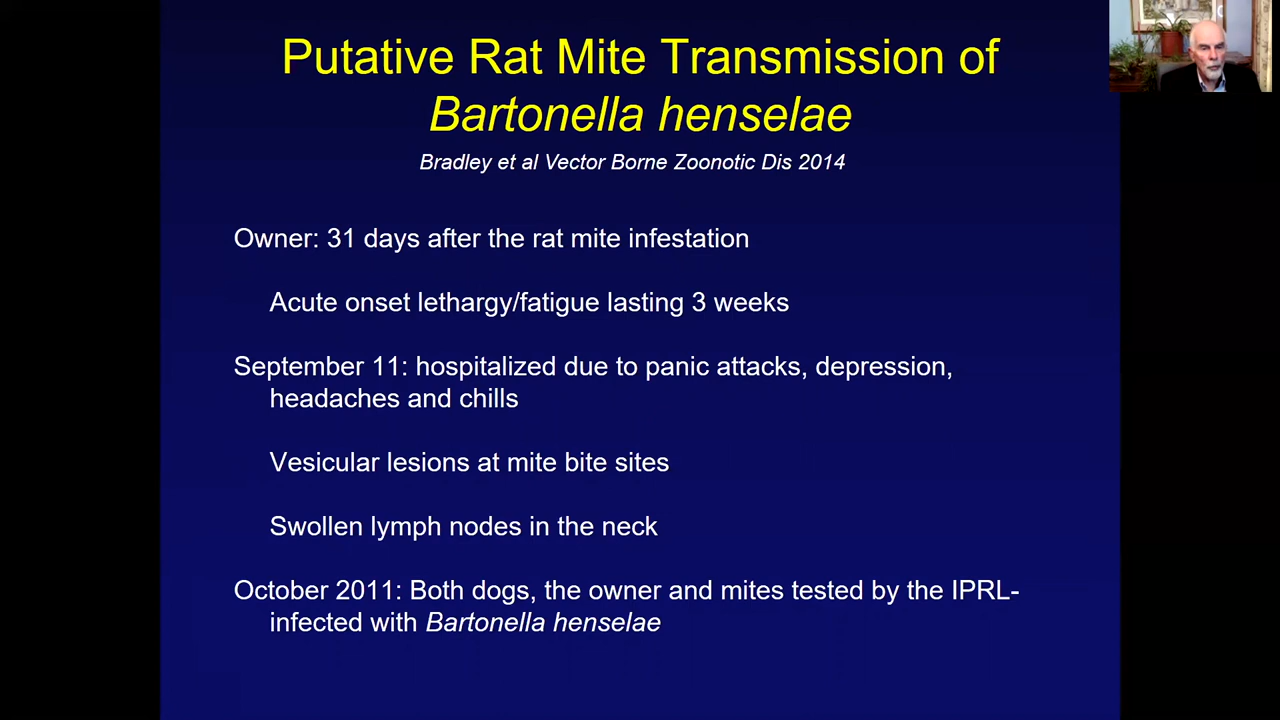 Putative Rat Mite Transmission of
Bartonella henselae
Bradley et al Vector Borne Zoonotic Dis 2014
Owner: 31 days after the rat mite infestation
Acute onset lethargy/fatigue lasting 3 weeks
September 11: hospitalized due to panic attacks, depression,
headaches and chills
Vesicular lesions at mite bite sites
Swollen lymph nodes in the neck
October 2011: Both dogs, the owner and mites tested by the IPRL-
infected with Bartonella henselae